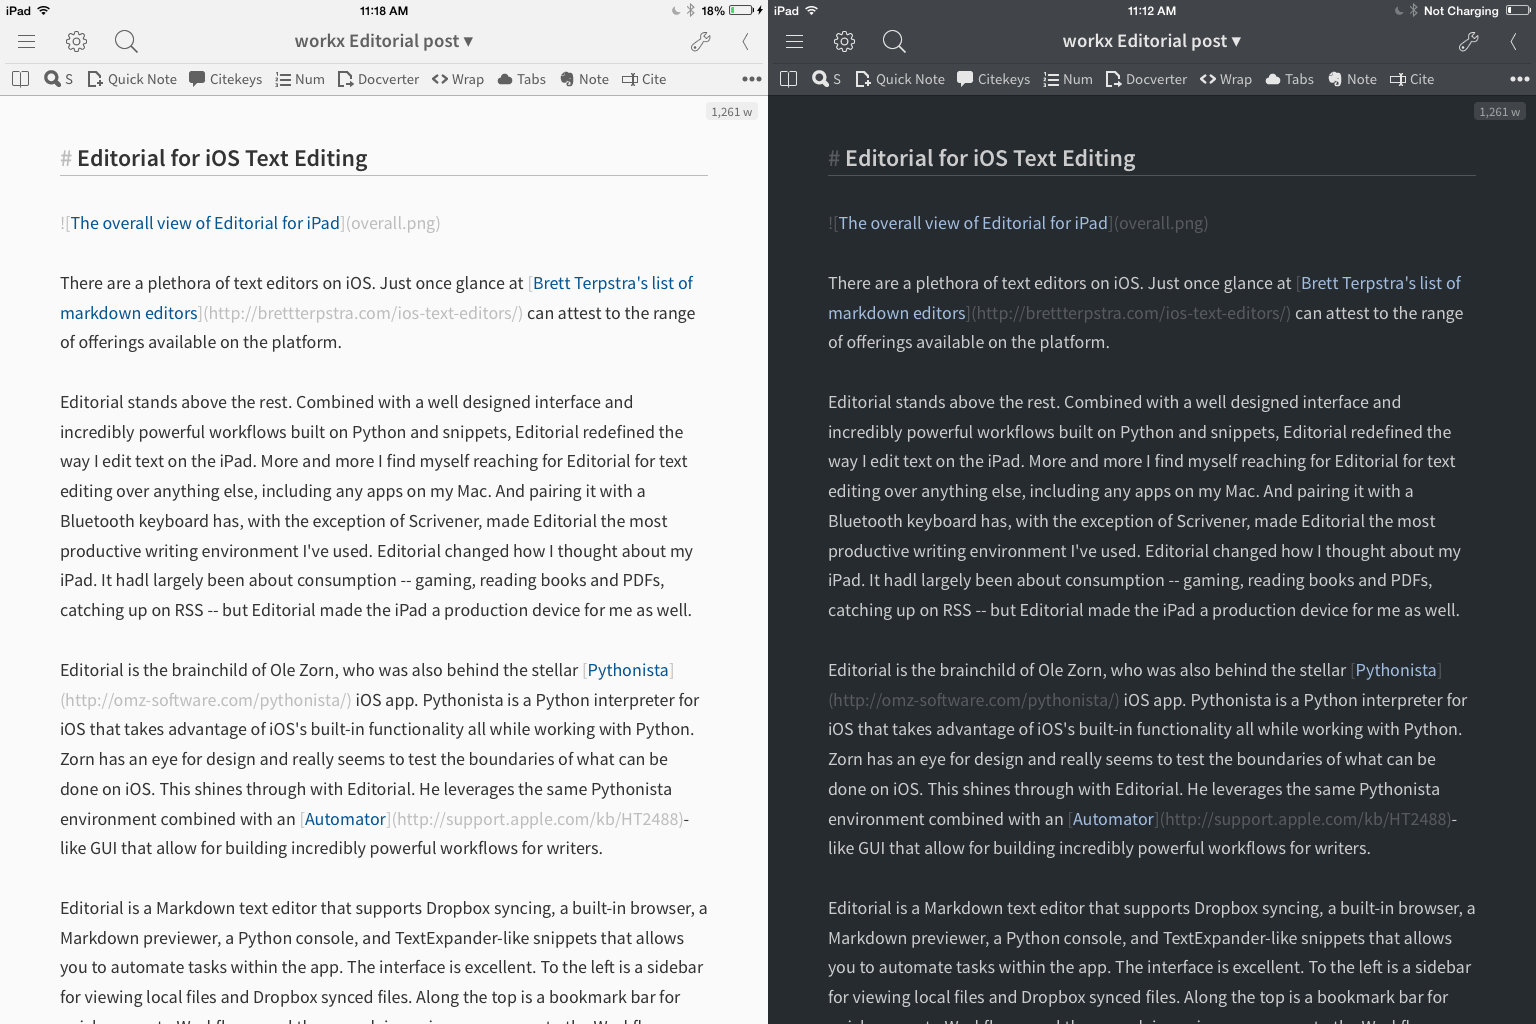 iPad 11:18 AM 18%
workx Editorial post ▾
S Quick Note Citekeys Num Docverter Wrap Tabs Note Cite •••
1,261 w
# Editorial for iOS Text Editing
![The overall view of Editorial for iPad](overall.png)
There are a plethora of text editors on iOS. Just once glance at [Brett Terpstra's list of
markdown editors](http://brettterpstra.com/ios-text-editors/) can attest to the range
of offerings available on the platform.
Editorial stands above the rest. Combined with a well designed interface and
incredibly powerful workflows built on Python and snippets, Editorial redefined the
way I edit text on the iPad. More and more I find myself reaching for Editorial for text
editing over anything else, including any apps on my Mac. And pairing it with a
Bluetooth keyboard has, with the exception of Scrivener, made Editorial the most
productive writing environment I've used. Editorial changed how I thought about my
iPad. It hadl largely been about consumption -- gaming, reading books and PDFs,
catching up on RSS -- but Editorial made the iPad a production device for me as well.
Editorial is the brainchild of Ole Zorn, who was also behind the stellar [Pythonista]
(http://omz-software.com/pythonista/) iOS app. Pythonista is a Python interpreter for
iOS that takes advantage of iOS's built-in functionality all while working with Python.
Zorn has an eye for design and really seems to test the boundaries of what can be
done on iOS. This shines through with Editorial. He leverages the same Pythonista
environment combined with an [Automator](http://support.apple.com/kb/HT2488)-
like GUI that allow for building incredibly powerful workflows for writers.
Editorial is a Markdown text editor that supports Dropbox syncing, a built-in browser, a
Markdown previewer, a Python console, and TextExpander-like snippets that allows
you to automate tasks within the app. The interface is excellent. To the left is a sidebar
for viewing local files and Dropbox synced files. Along the top is a bookmark bar for
iPad 11:12 AM Not Charging
workx Editorial post ▾
S Quick Note Citekeys Num Docverter Wrap Tabs Note Cite •••
1,261 w
# Editorial for iOS Text Editing
![The overall view of Editorial for iPad](overall.png)
There are a plethora of text editors on iOS. Just once glance at [Brett Terpstra's list of
markdown editors](http://brettterpstra.com/ios-text-editors/) can attest to the range
of offerings available on the platform.
Editorial stands above the rest. Combined with a well designed interface and
incredibly powerful workflows built on Python and snippets, Editorial redefined the
way I edit text on the iPad. More and more I find myself reaching for Editorial for text
editing over anything else, including any apps on my Mac. And pairing it with a
Bluetooth keyboard has, with the exception of Scrivener, made Editorial the most
productive writing environment I've used. Editorial changed how I thought about my
iPad. It hadl largely been about consumption -- gaming, reading books and PDFs,
catching up on RSS -- but Editorial made the iPad a production device for me as well.
Editorial is the brainchild of Ole Zorn, who was also behind the stellar [Pythonista]
(http://omz-software.com/pythonista/) iOS app. Pythonista is a Python interpreter for
iOS that takes advantage of iOS's built-in functionality all while working with Python.
Zorn has an eye for design and really seems to test the boundaries of what can be
done on iOS. This shines through with Editorial. He leverages the same Pythonista
environment combined with an [Automator](http://support.apple.com/kb/HT2488)-
like GUI that allow for building incredibly powerful workflows for writers.
Editorial is a Markdown text editor that supports Dropbox syncing, a built-in browser, a
Markdown previewer, a Python console, and TextExpander-like snippets that allows
you to automate tasks within the app. The interface is excellent. To the left is a sidebar
for viewing local files and Dropbox synced files. Along the top is a bookmark bar for